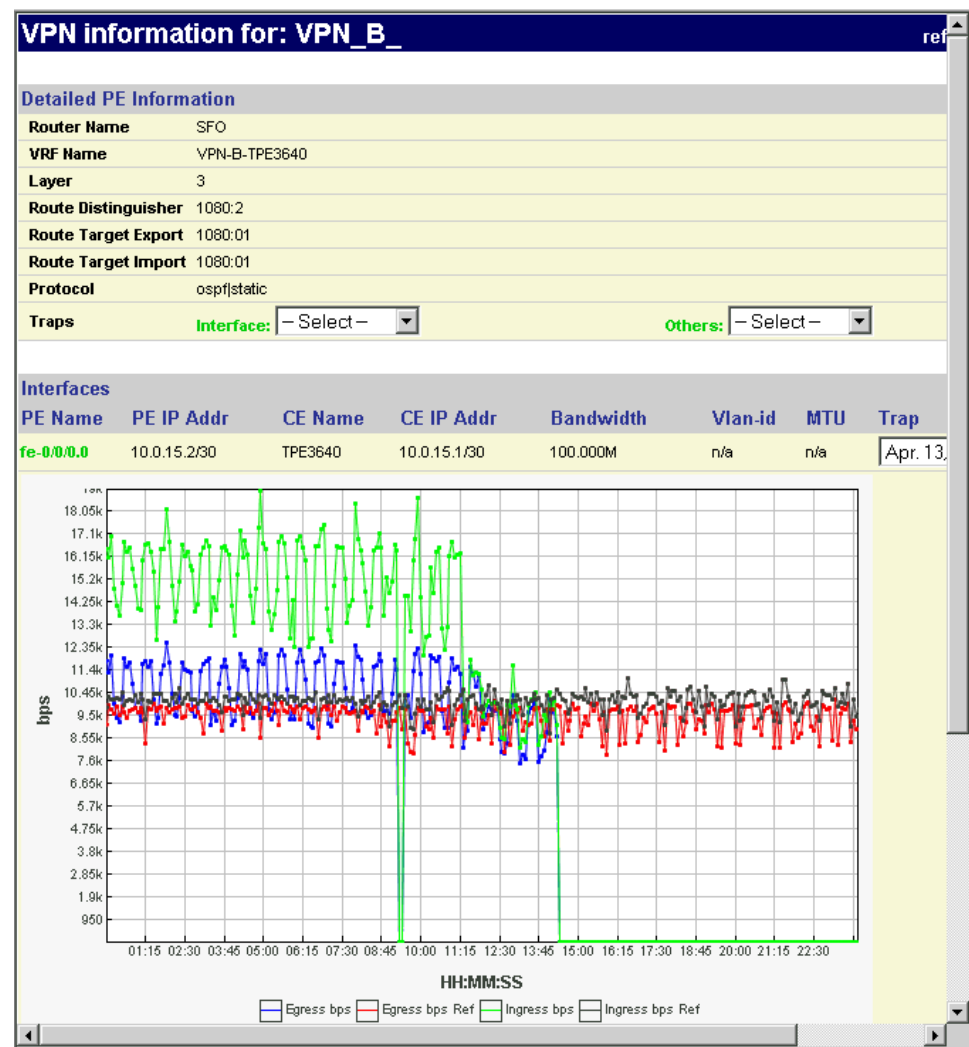 VPN information for: VPN_B_ ref
Detailed PE Information
Router Name SFO
VRF Name VPN-B-TPE3640
Layer 3
Route Distinguisher 1080:2
Route Target Export 1080:01
Route Target Import 1080:01
Protocol ospf|static
Traps Interface: -- Select -- Others: -- Select --
Interfaces
PE Name PE IP Addr CE Name CE IP Addr Bandwidth Vlan-id MTU Trap
fe-0/0/0.0 10.0.15.2/30 TPE3640 10.0.15.1/30 100.000M n/a n/a Apr. 13,
19k
18.05k
17.1k
16.15k
15.2k
14.25k
13.3k
12.35k
11.4k
10.45k
9.5k
8.55k
7.6k
6.65k
5.7k
4.75k
3.8k
2.85k
1.9k
950
bps
01:15 02:30 03:45 05:00 06:15 07:30 08:45 10:00 11:15 12:30 13:45 15:00 16:15 17:30 18:45 20:00 21:15 22:30
HH:MM:SS
Egress bps Egress bps Ref Ingress bps Ingress bps Ref